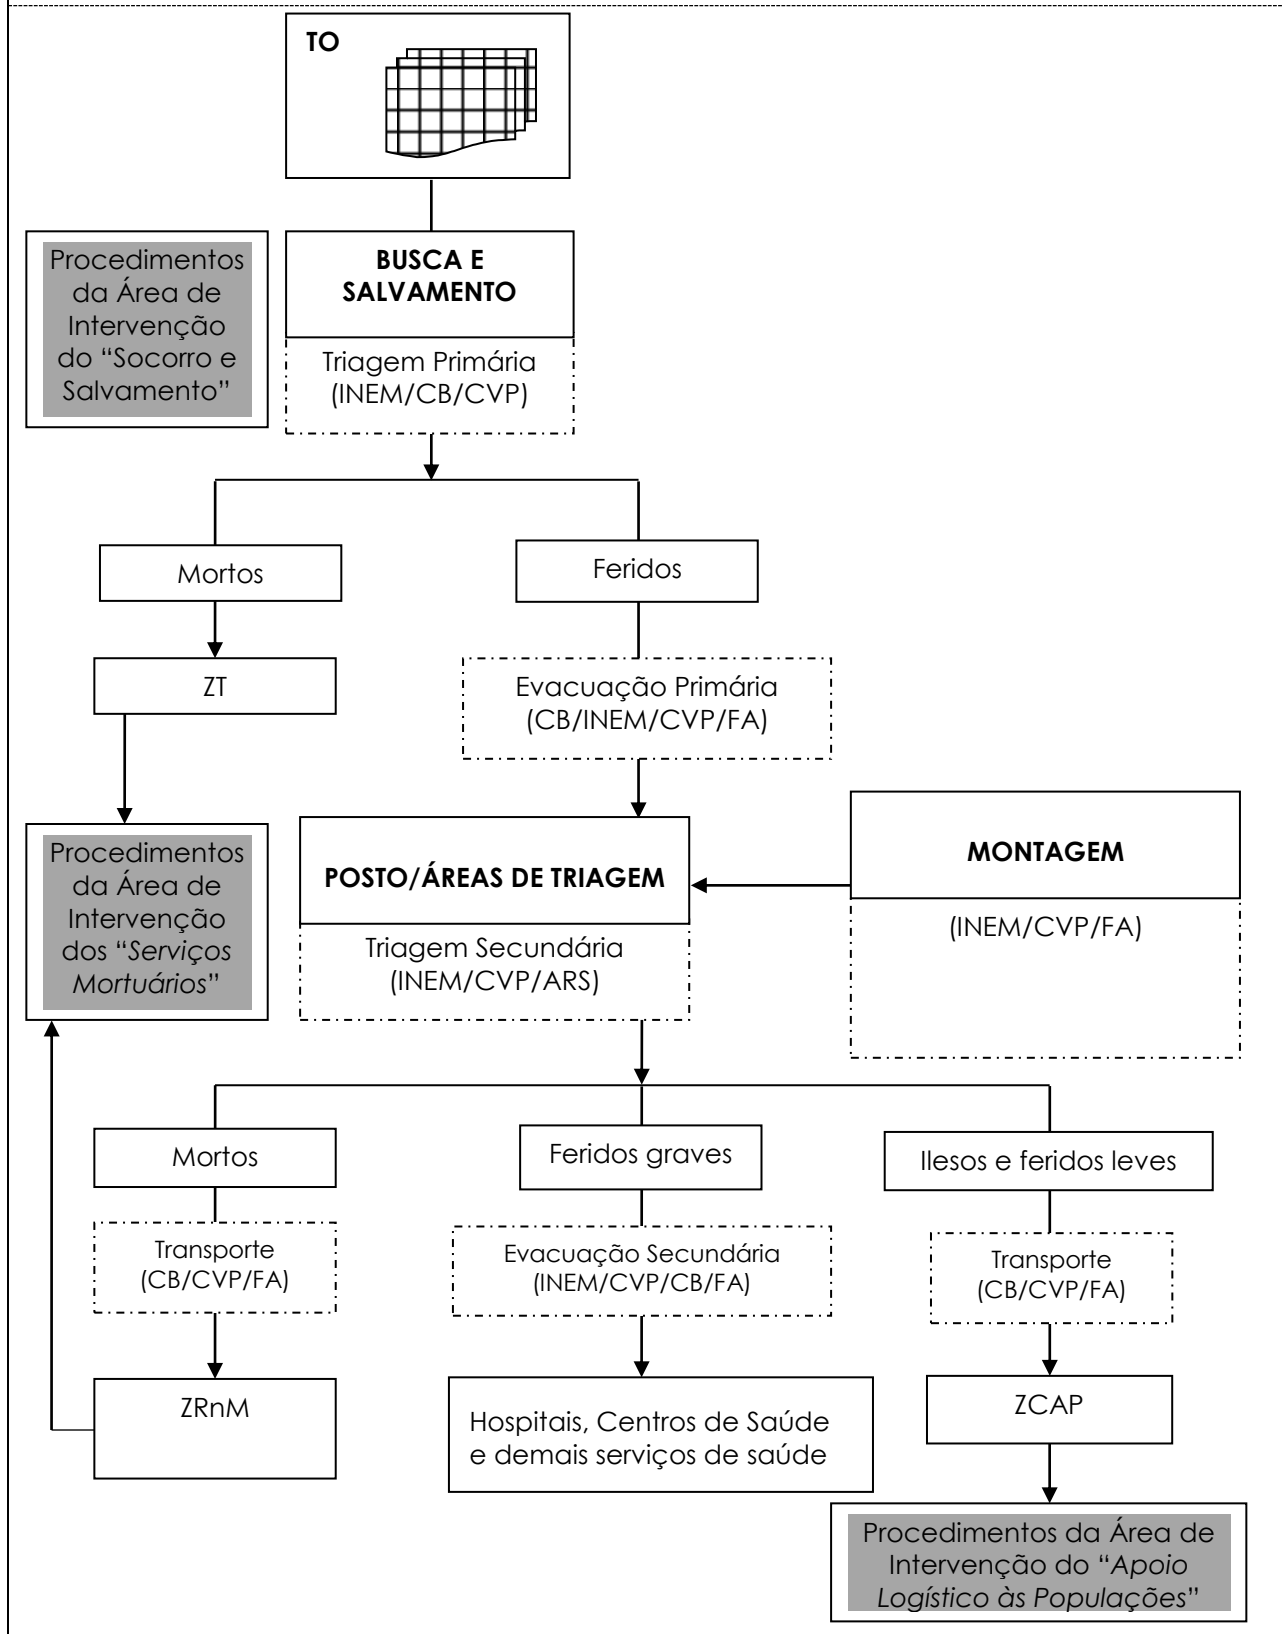 TO
Procedimentos
da Área de
Intervenção
do “Socorro e
Salvamento”
BUSCA E
SALVAMENTO
Triagem Primária
(INEM/CB/CVP)
Mortos
Feridos
ZT
Evacuação Primária
(CB/INEM/CVP/FA)
Procedimentos
da Área de
Intervenção
dos “Serviços
Mortuários”
POSTO/ÁREAS DE TRIAGEM
Triagem Secundária
(INEM/CVP/ARS)
MONTAGEM
(INEM/CVP/FA)
Mortos
Feridos graves
Ilesos e feridos leves
Transporte
(CB/CVP/FA)
Evacuação Secundária
(INEM/CVP/CB/FA)
Transporte
(CB/CVP/FA)
ZRnM
Hospitais, Centros de Saúde
e demais serviços de saúde
ZCAP
Procedimentos da Área de
Intervenção do “Apoio
Logístico às Populações”